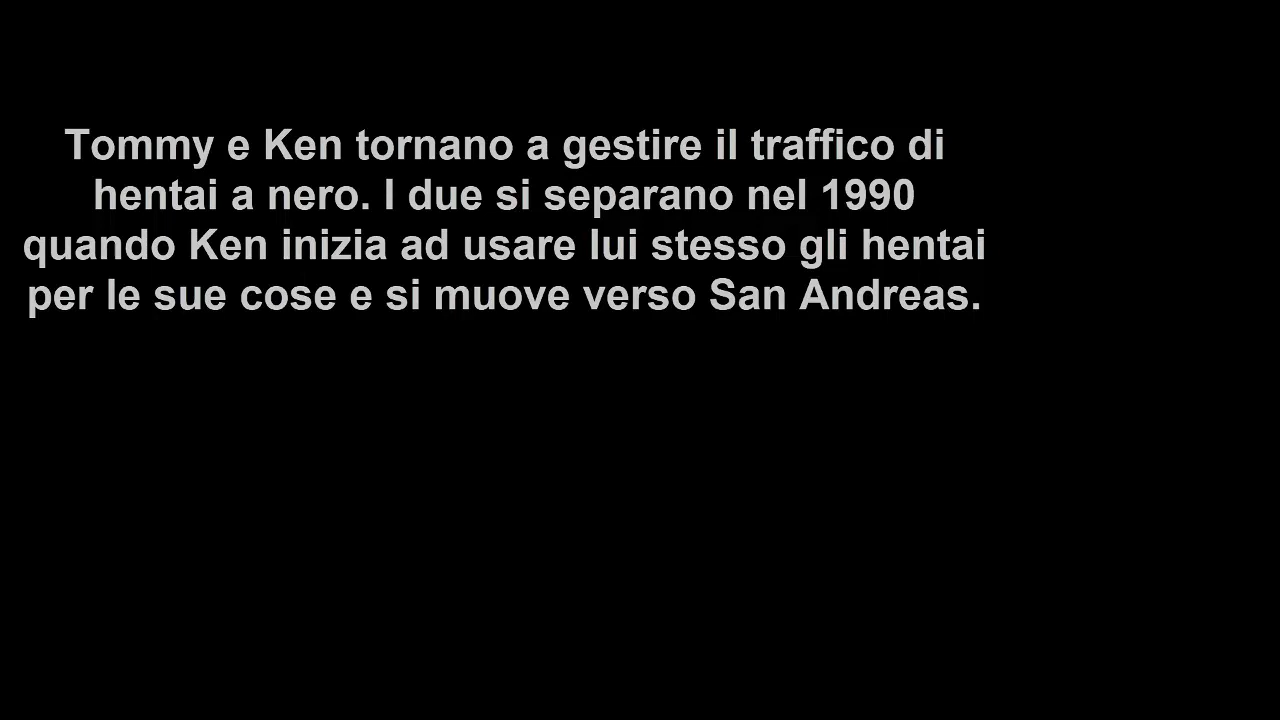 Tommy e Ken tornano a gestire il traffico di
hentai a nero. I due si separano nel 1990
quando Ken inizia ad usare lui stesso gli hentai
per le sue cose e si muove verso San Andreas.